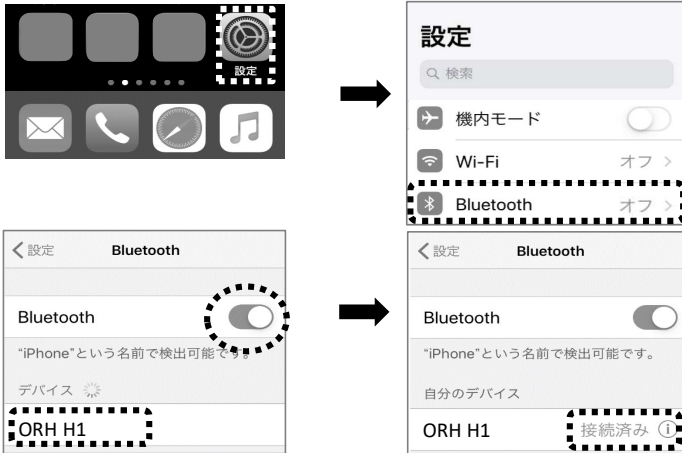 設定
設定
検索
機内モード
Wi-Fi オフ
Bluetooth オフ
設定 Bluetooth
Bluetooth
“iPhone”という名前で検出可能です。
デバイス
ORH H1
設定 Bluetooth
Bluetooth
“iPhone”という名前で検出可能です。
自分のデバイス
ORH H1 接続済み